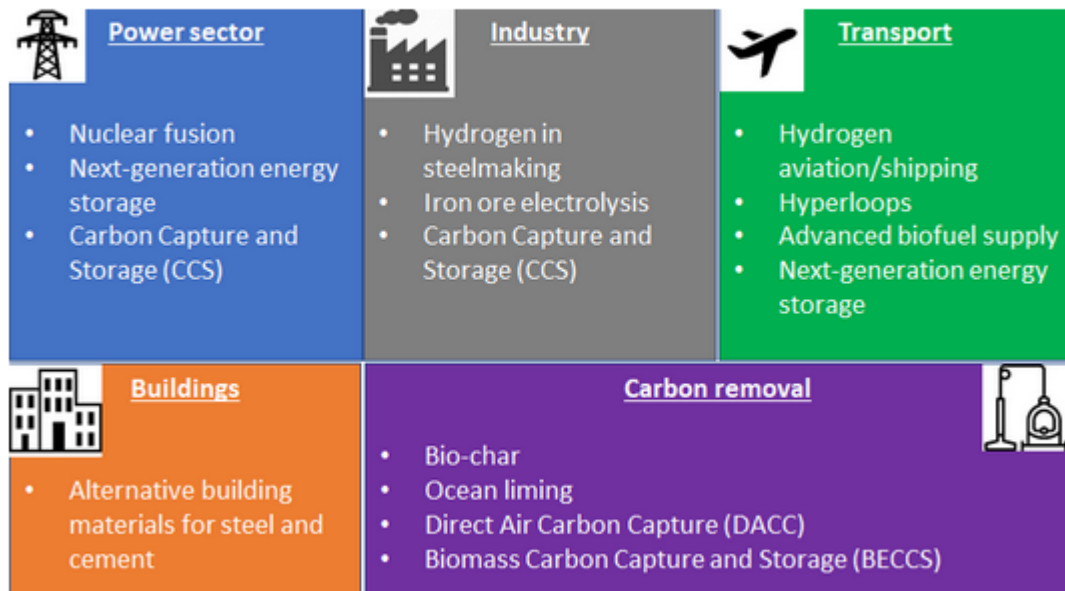 Power sector
• Nuclear fusion
• Next-generation energy
storage
• Carbon Capture and
Storage (CCS)
Industry
• Hydrogen in
steelmaking
• Iron ore electrolysis
• Carbon Capture and
Storage (CCS)
Transport
• Hydrogen
aviation/shipping
• Hyperloops
• Advanced biofuel supply
• Next-generation energy
storage
Buildings
• Alternative building
materials for steel and
cement
Carbon removal
• Bio-char
• Ocean liming
• Direct Air Carbon Capture (DACC)
• Biomass Carbon Capture and Storage (BECCS)